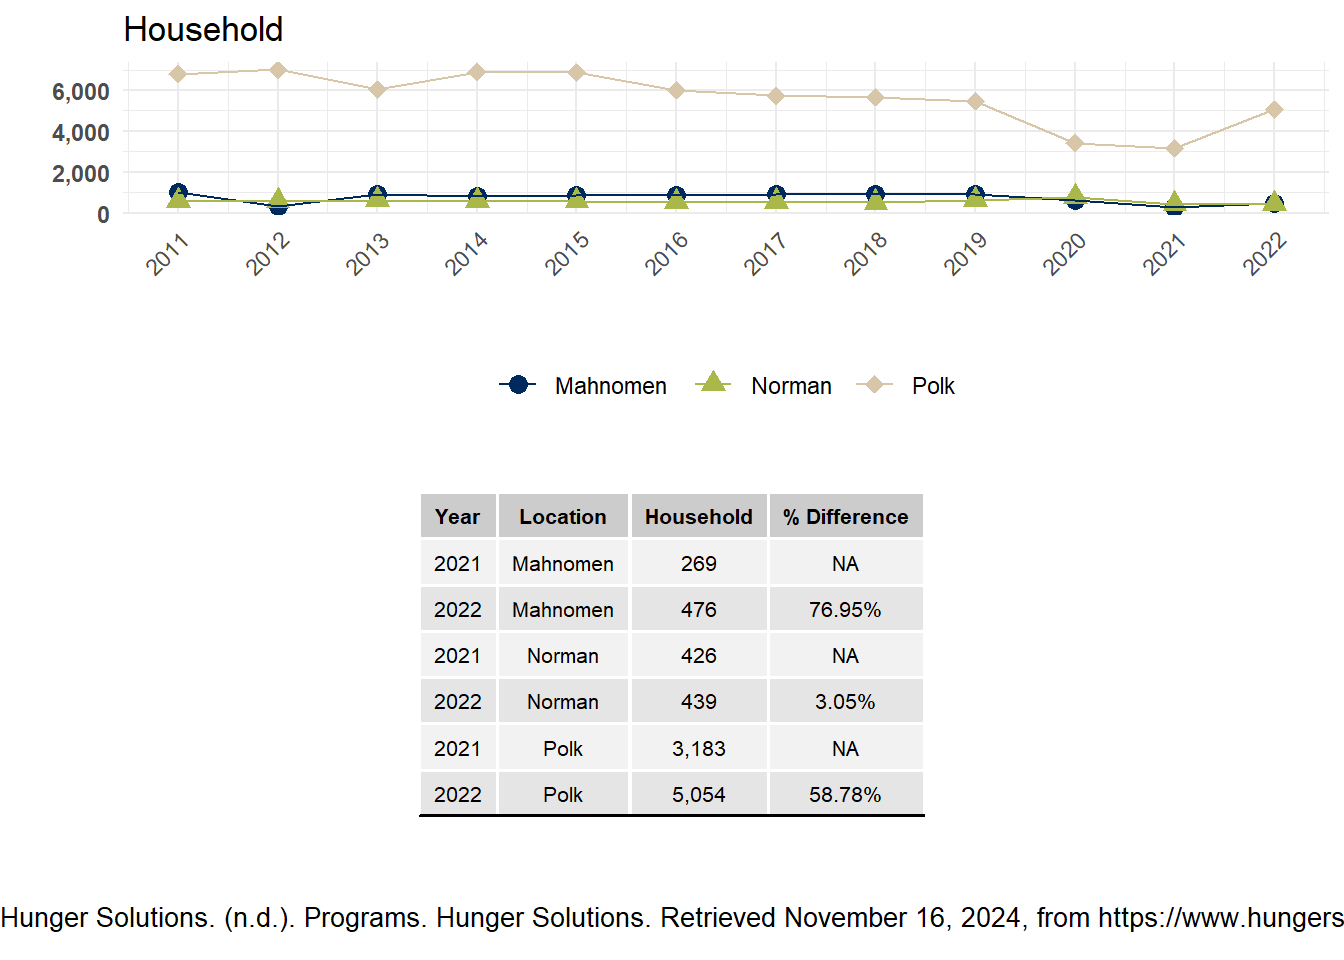 Household
6,000
4,000
2,000
0
2011 2012 2013 2014 2015 2016 2017 2018 2019 2020 2021 2022
Mahnomen Norman Polk
Year Location Household % Difference
2021 Mahnomen 269 NA
2022 Mahnomen 476 76.95%
2021 Norman 426 NA
2022 Norman 439 3.05%
2021 Polk 3,183 NA
2022 Polk 5,054 58.78%
Hunger Solutions. (n.d.). Programs. Hunger Solutions. Retrieved November 16, 2024, from https://www.hungers